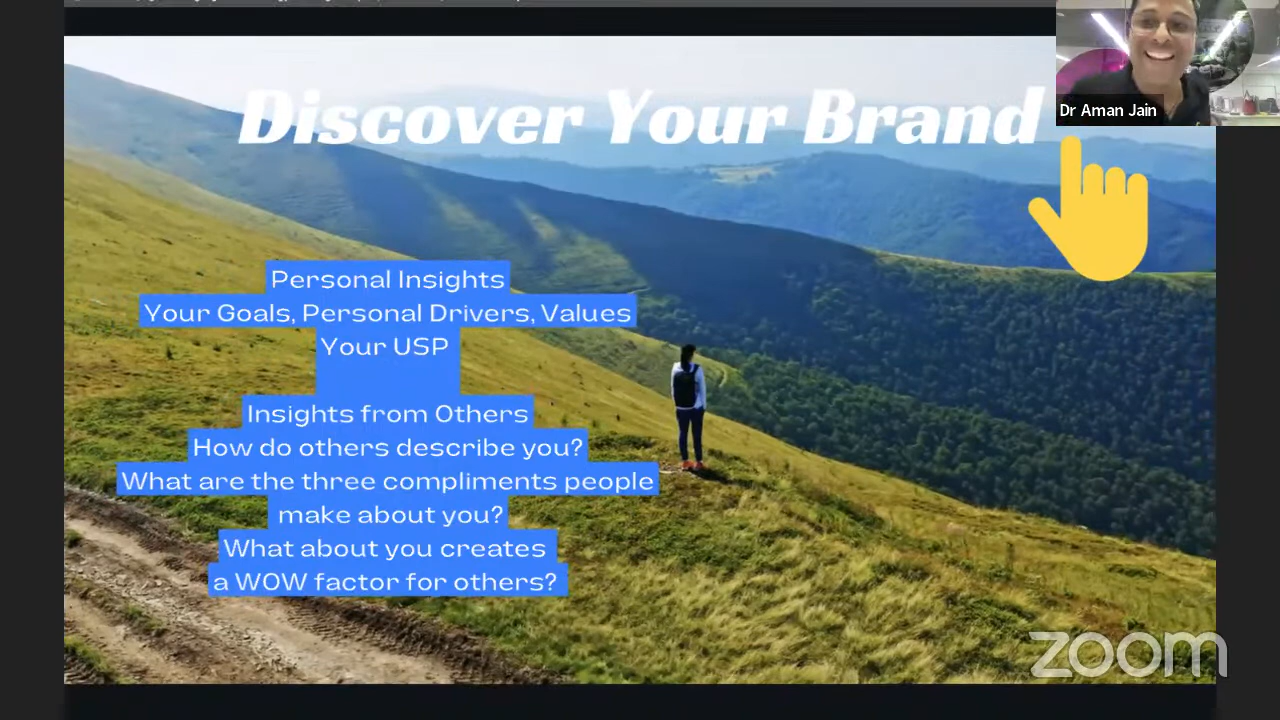 Discover Your Brand
Dr Aman Jain
Personal Insights
Your Goals, Personal Drivers, Values
Your USP
Insights from Others
How do others describe you?
What are the three compliments people
make about you?
What about you creates
a WOW factor for others?
zoom